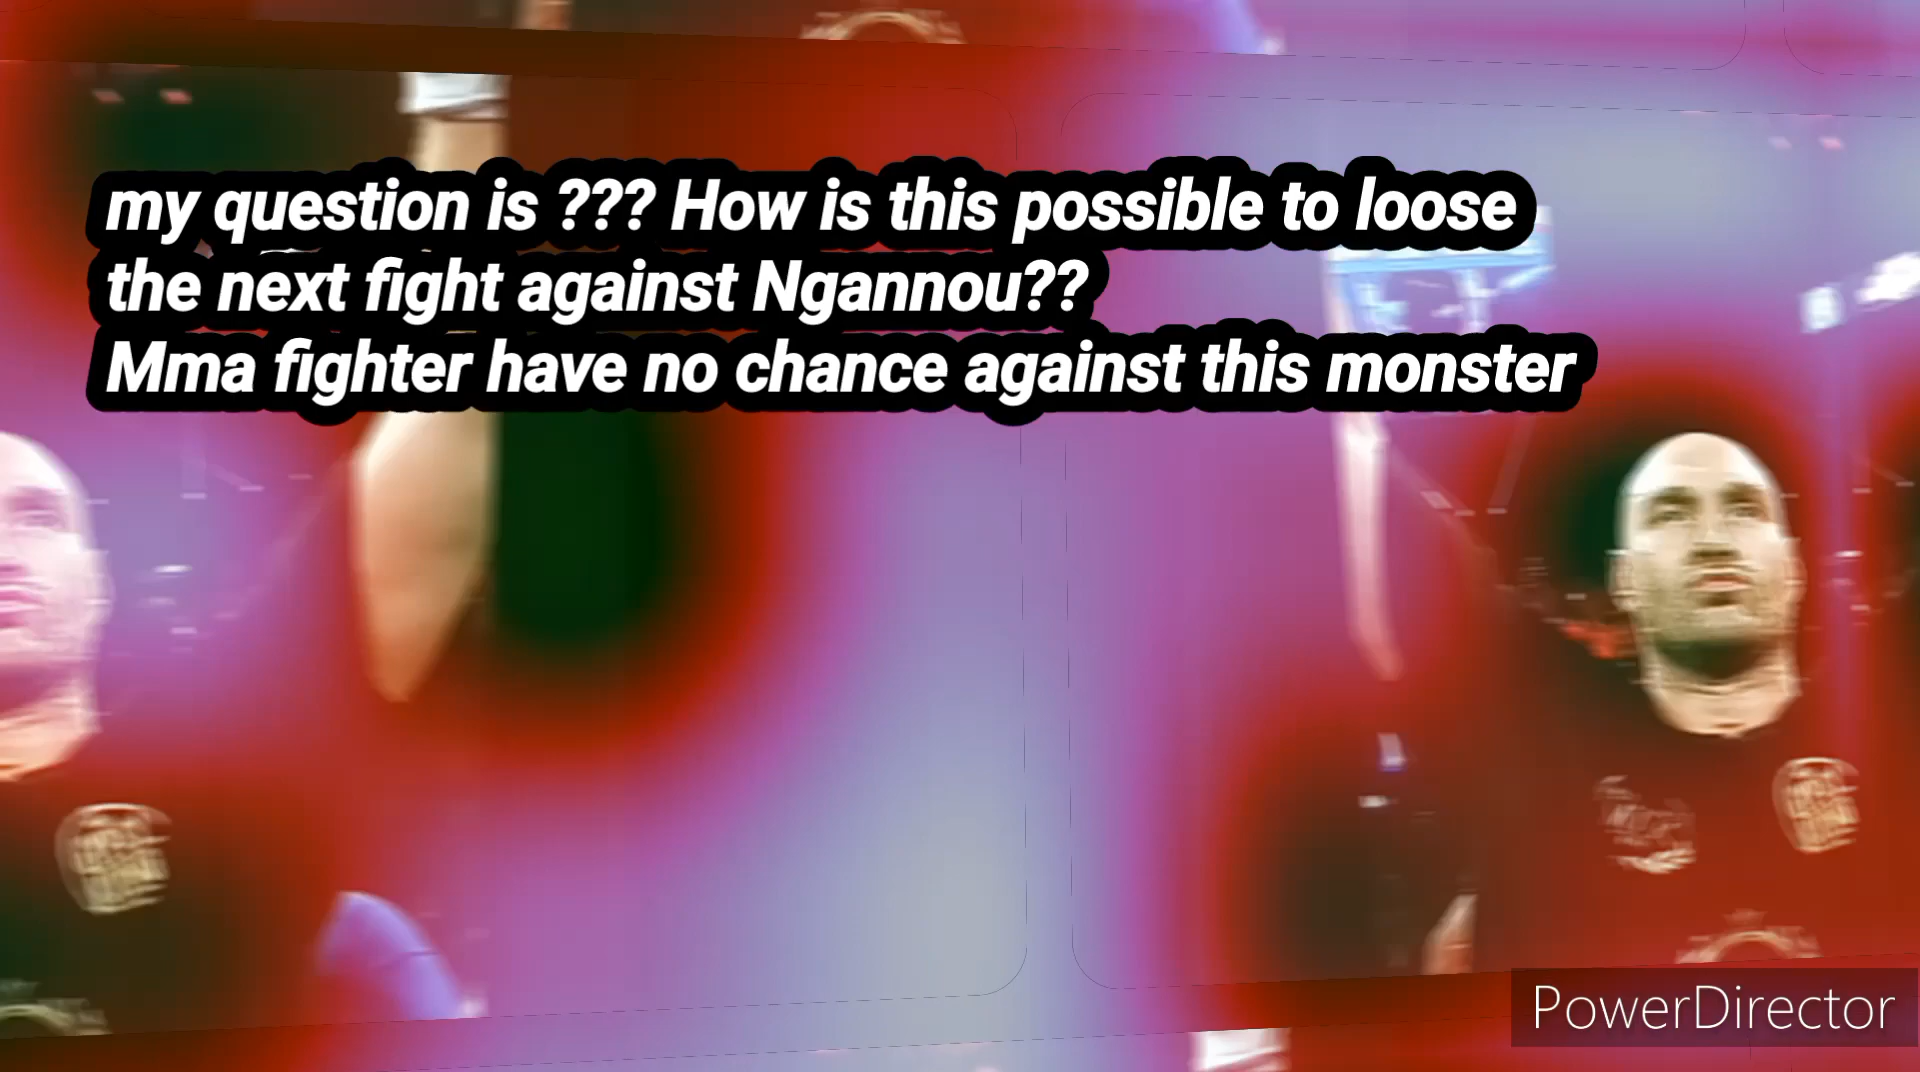 my question is ??? How is this possible to loose
the next fight against Ngannou??
Mma fighter have no chance against this monster
PowerDirector